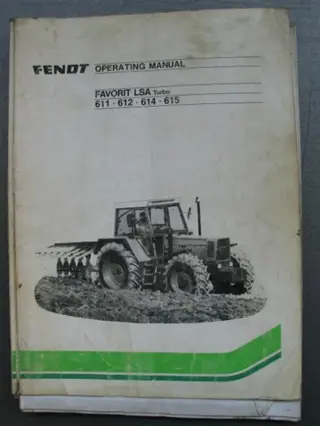 FENDT OPERATING MANUAL
FAVORIT LSA Turbo
611 · 612 · 614 · 615